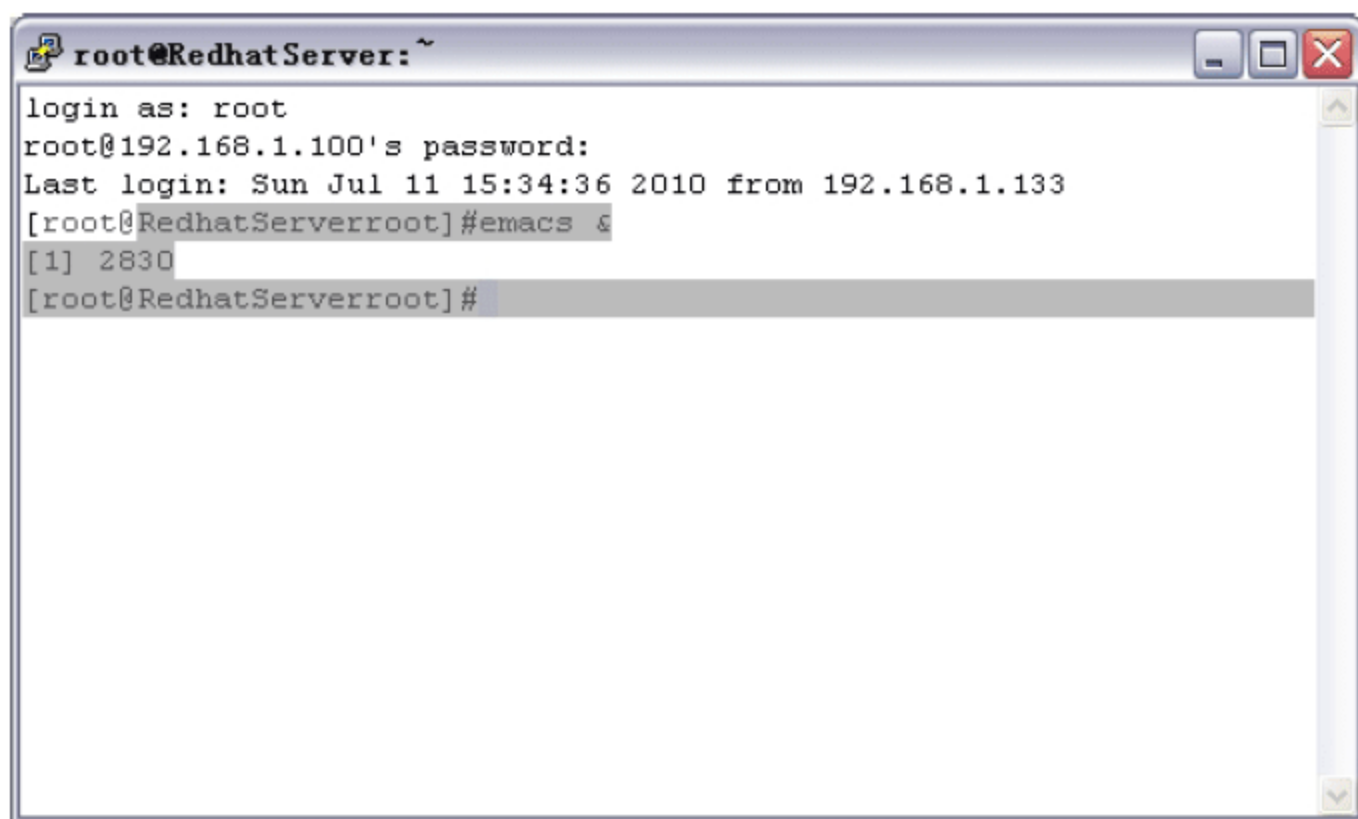 root@RedhatServer:~
login as: root
root@192.168.1.100's password:
Last login: Sun Jul 11 15:34:36 2010 from 192.168.1.133
[root@RedhatServerroot]#emacs &
[1] 2830
[root@RedhatServerroot]#